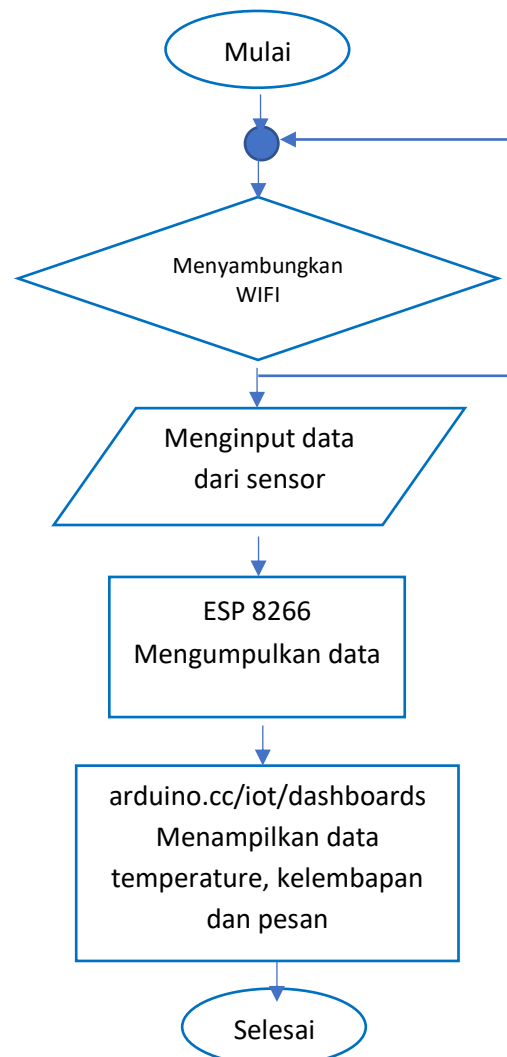 Mulai
Menyambungkan
WIFI
Menginput data
dari sensor
ESP 8266
Mengumpulkan data
arduino.cc/iot/dashboards
Menampilkan data
temperature, kelembapan
dan pesan
Selesai